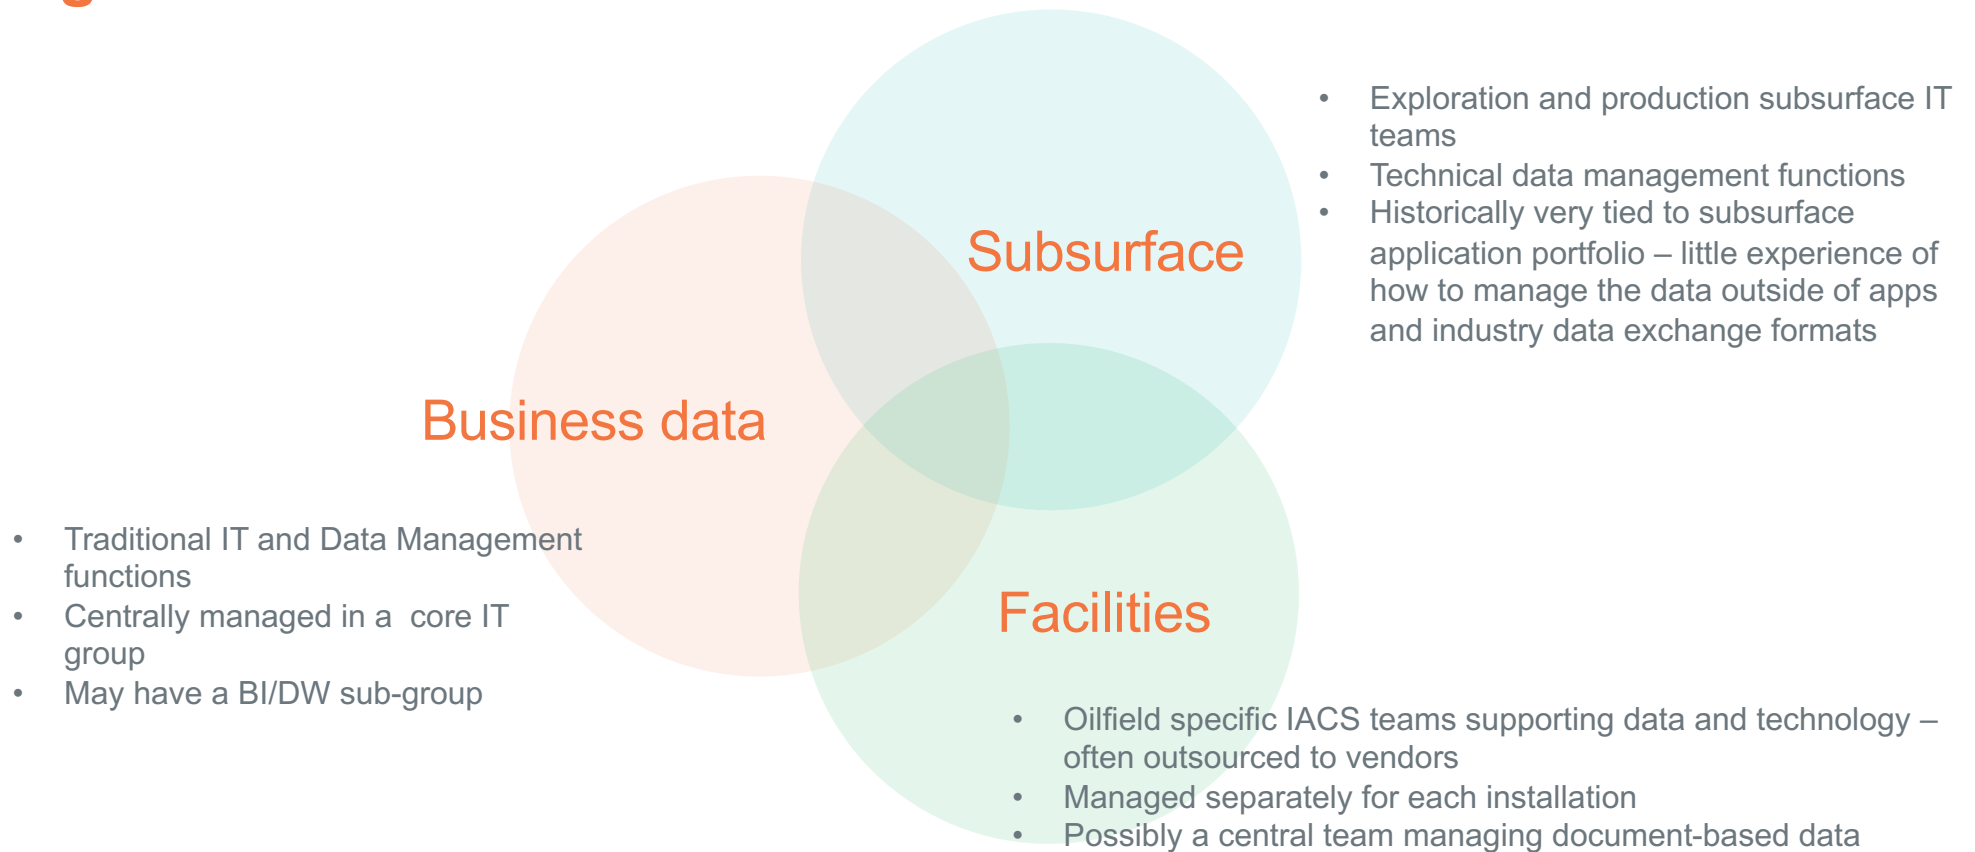 Subsurface
• Exploration and production subsurface IT
teams
• Technical data management functions
• Historically very tied to subsurface
application portfolio – little experience of
how to manage the data outside of apps
and industry data exchange formats
Business data
• Traditional IT and Data Management
functions
• Centrally managed in a  core IT
group
• May have a BI/DW sub-group
Facilities
• Oilfield specific IACS teams supporting data and technology –
often outsourced to vendors
• Managed separately for each installation
• Possibly a central team managing document-based data